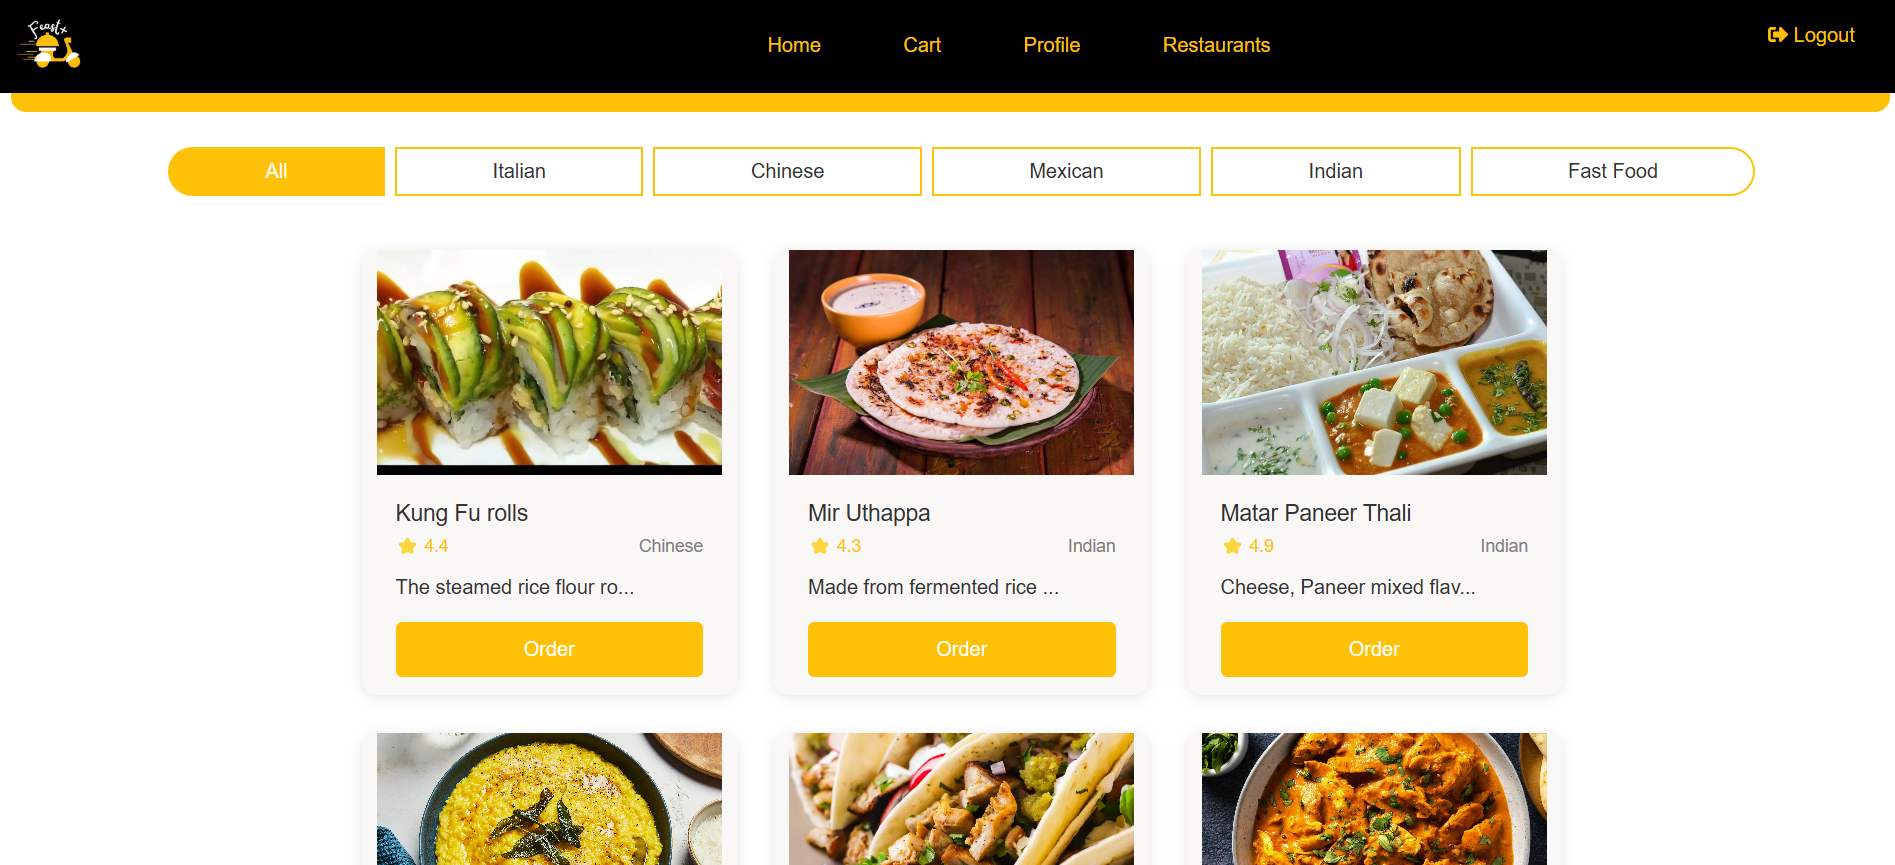 Feastx
Home Cart Profile Restaurants
Logout
All Italian Chinese Mexican Indian Fast Food
Kung Fu rolls
4.4 Chinese
The steamed rice flour ro...
Order
Mir Uthappa
4.3 Indian
Made from fermented rice ...
Order
Matar Paneer Thali
4.9 Indian
Cheese, Paneer mixed flav...
Order